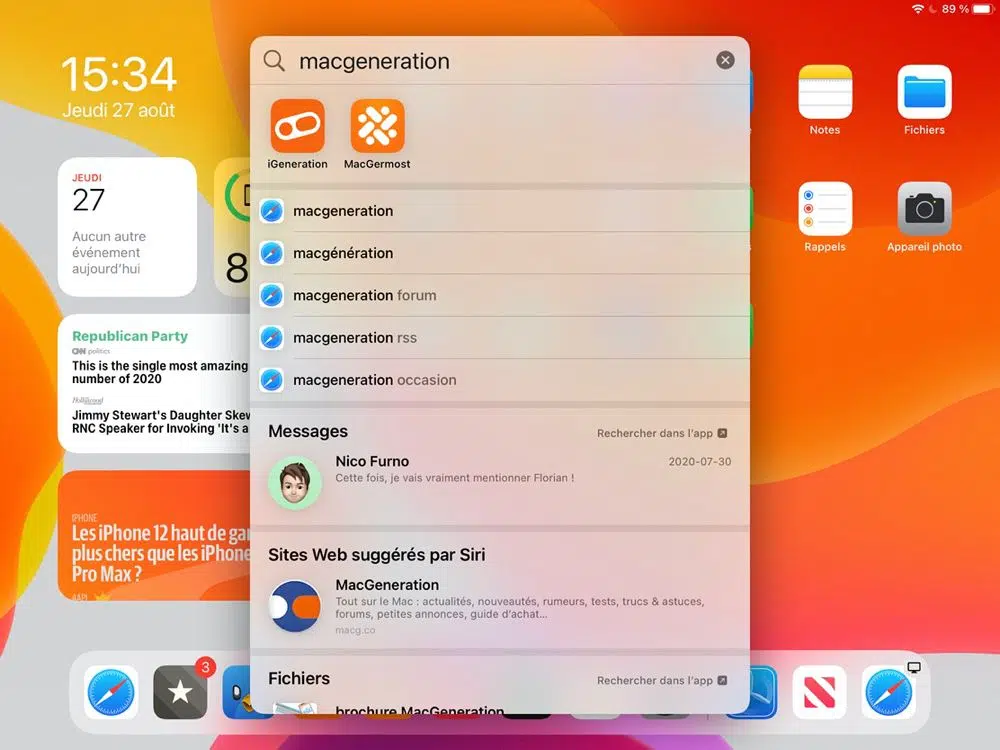 89 %
15:34
Jeudi 27 août
JEUDI
27
Aucun autre
événement
aujourd'hui
8
Republican Party
CNN politics
This is the single most amazing
number of 2020
Hollywood
Jimmy Stewart's Daughter Skew
RNC Speaker for Invoking 'It's a
IPHONE
Les iPhone 12 haut de ga
plus chers que les iPhone
Pro Max ?
macgeneration
iGeneration
MacGermost
macgeneration
macgénération
macgeneration forum
macgeneration rss
macgeneration occasion
Messages
Rechercher dans l'app
Nico Furno
2020-07-30
Cette fois, je vais vraiment mentionner Florian !
Sites Web suggérés par Siri
MacGeneration
Tout sur le Mac : actualités, nouveautés, rumeurs, tests, trucs & astuces,
forums, petites annonces, guide d'achat...
macg.co
Fichiers
Rechercher dans l'app
brochure MacGeneration
Notes
Fichiers
Rappels
Appareil photo
3